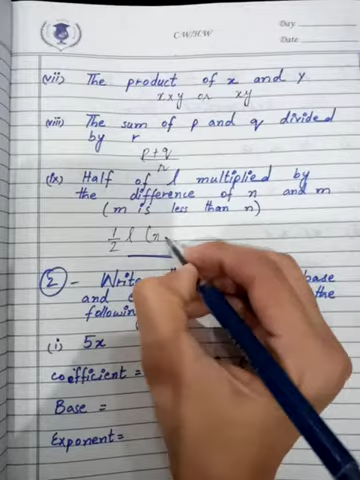 Day
C.W/H.W
Date
(vii) The product of x and y
x×y or xy
(viii) The sum of p and q divided
by r
p+q
r
(ix) Half of l multiplied by
the difference of n and m
(m is less than n)
1/2 l (n
2 - Write base
and the
following
(i) 5x
coefficient =
Base =
Exponent=